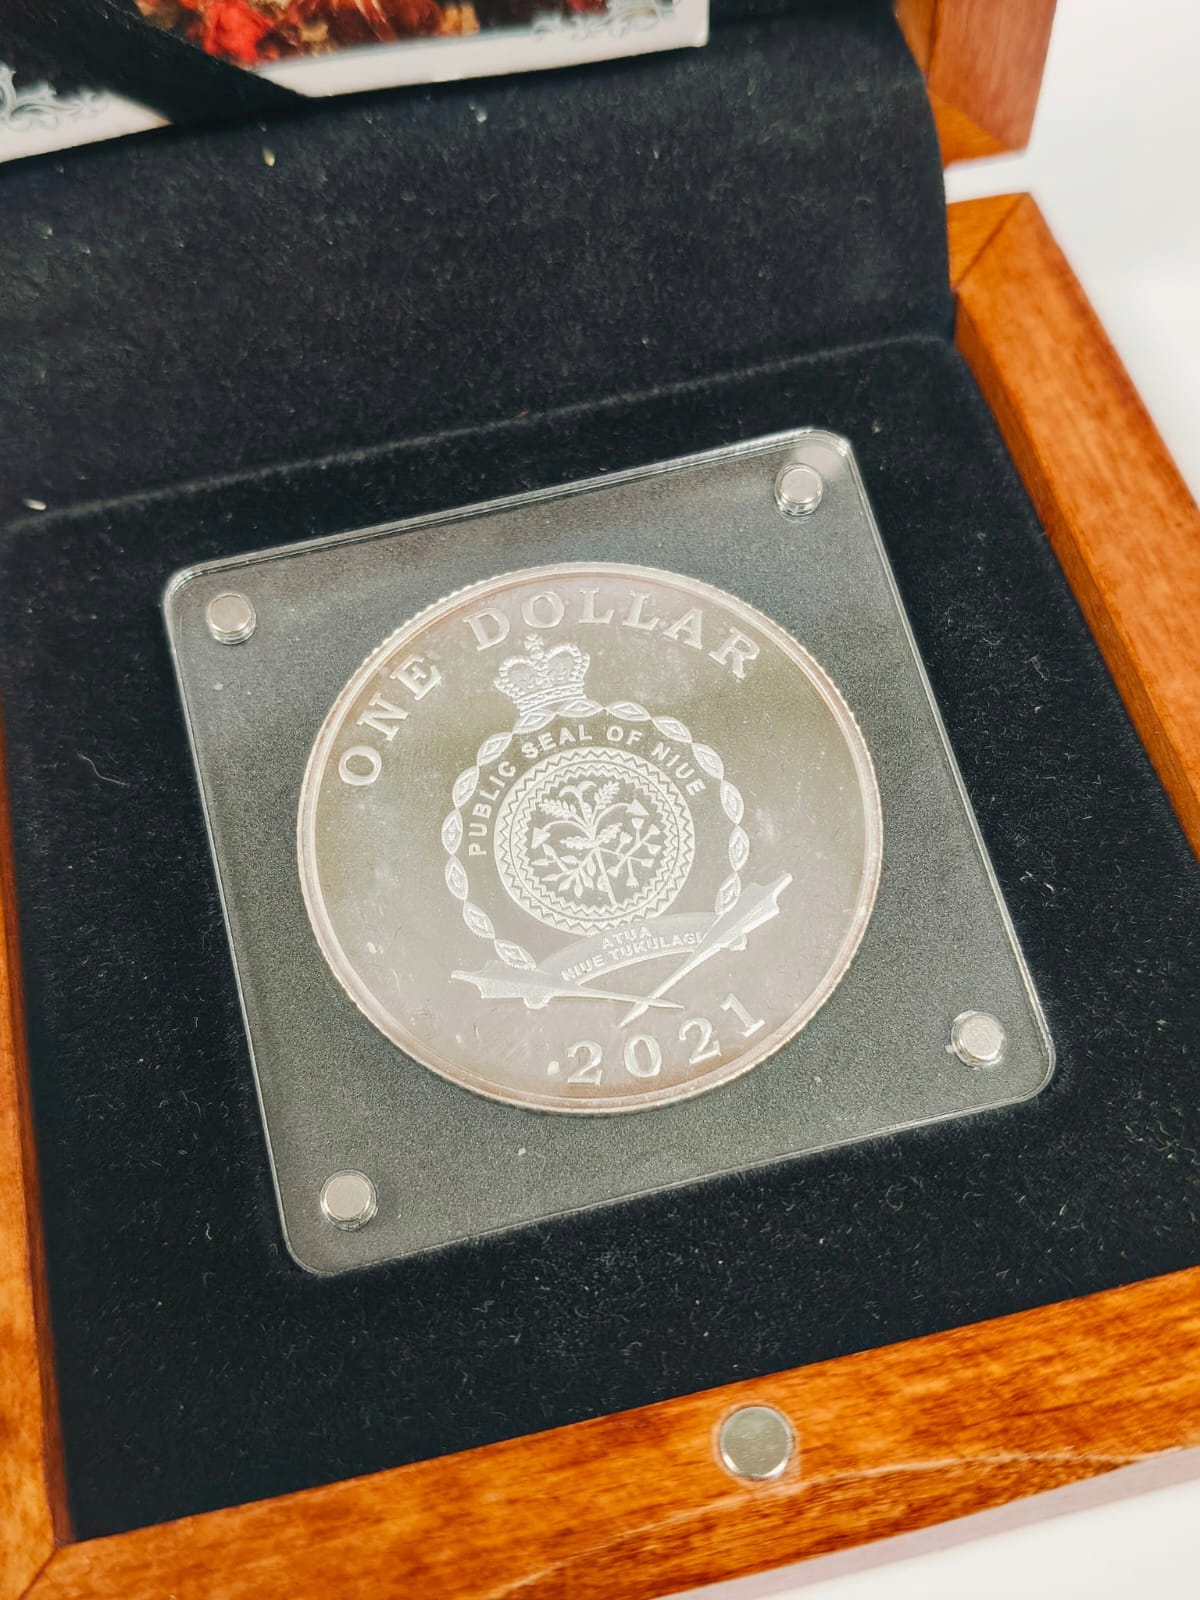 ONE DOLLAR
PUBLIC SEAL OF NIUE
ATUA
NIUE TUKULAGI
2021